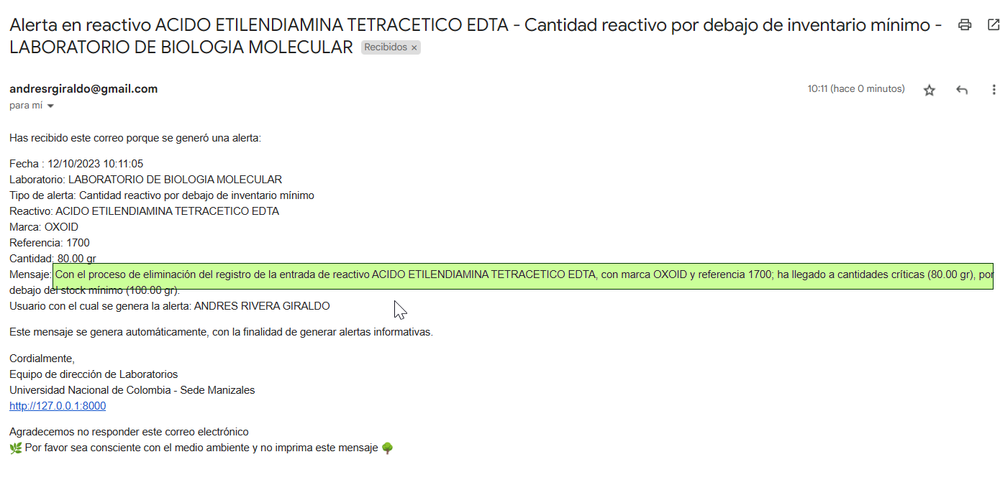 Alerta en reactivo ACIDO ETILENDIAMINA TETRACETICO EDTA - Cantidad reactivo por debajo de inventario mínimo -
LABORATORIO DE BIOLOGIA MOLECULAR Recibidos ×
andresrgiraldo@gmail.com 10:11 (hace 0 minutos)
para mí
Has recibido este correo porque se generó una alerta:
Fecha : 12/10/2023 10:11:05
Laboratorio: LABORATORIO DE BIOLOGIA MOLECULAR
Tipo de alerta: Cantidad reactivo por debajo de inventario mínimo
Reactivo: ACIDO ETILENDIAMINA TETRACETICO EDTA
Marca: OXOID
Referencia: 1700
Cantidad: 80.00 gr
Mensaje: Con el proceso de eliminación del registro de la entrada de reactivo ACIDO ETILENDIAMINA TETRACETICO EDTA, con marca OXOID y referencia 1700; ha llegado a cantidades críticas (80.00 gr), por
debajo del stock mínimo (100.00 gr).
Usuario con el cual se genera la alerta: ANDRES RIVERA GIRALDO
Este mensaje se genera automáticamente, con la finalidad de generar alertas informativas.
Cordialmente,
Equipo de dirección de Laboratorios
Universidad Nacional de Colombia - Sede Manizales
http://127.0.0.1:8000
Agradecemos no responder este correo electrónico
🌿 Por favor sea consciente con el medio ambiente y no imprima este mensaje 🌳